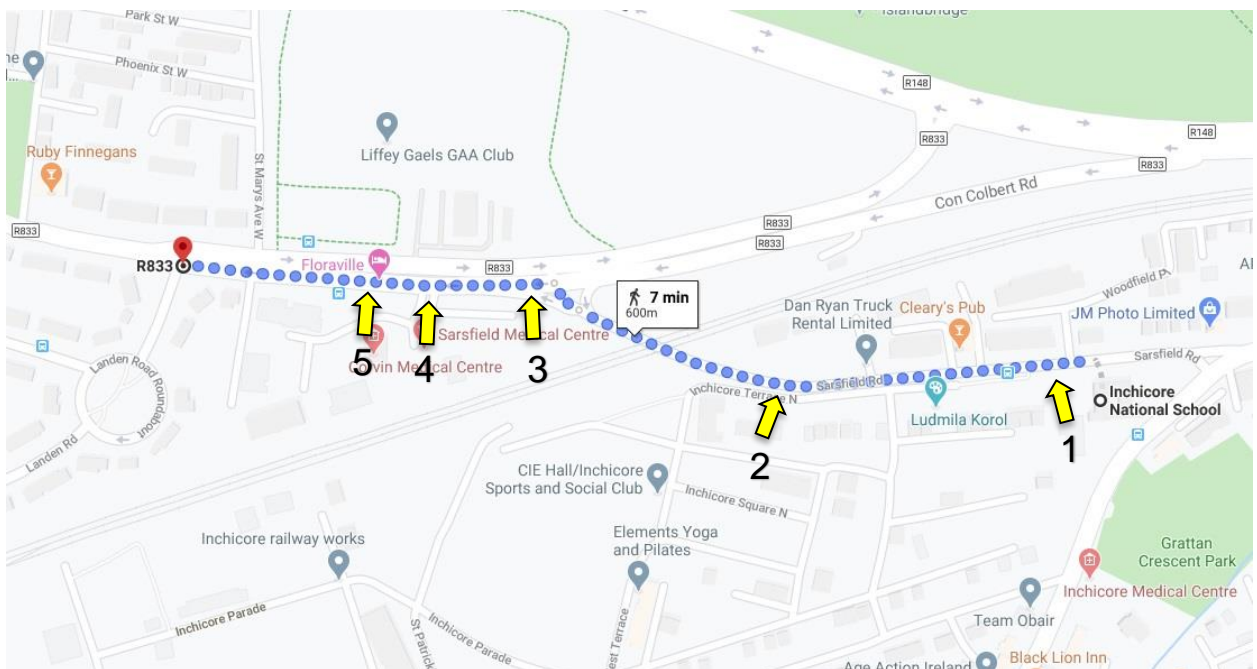 Islandbridge
Park St W
Phoenix St W
R148
R148
Ruby Finnegans
St Marys Ave W
Liffey Gaels GAA Club
R833
Con Colbert Rd
R833
R833
R833
R833
Floraville
R833
7 min
600m
Dan Ryan Truck
Rental Limited
Cleary's Pub
Woodfield Pl
JM Photo Limited
Sarsfield Medical Centre
5
4
3
Medical Centre
Landen Road Roundabout
Sarsfield Rd
Sarsfield Rd
Inchicore Terrace N
Inchicore
National School
Ludmila Korol
Landen Rd
2
1
CIE Hall/Inchicore
Sports and Social Club
Inchicore Square N
Inchicore railway works
Elements Yoga
and Pilates
Grattan
Crescent Park
Inchicore Medical Centre
Inchicore Parade
St Patrick
Inchicore Parade
Team Obair
Black Lion Inn
Age Action Ireland